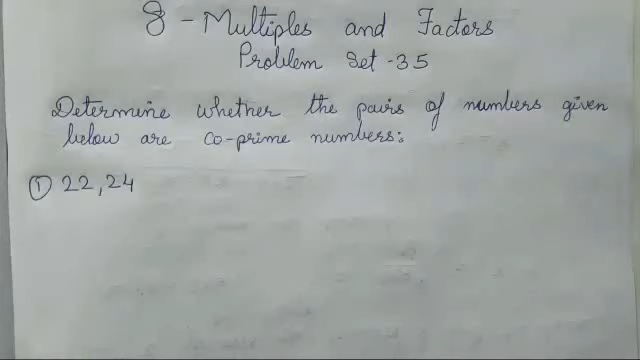 8 - Multiples and Factors
Problem Set - 35
Determine whether the pairs of numbers given
below are co-prime numbers:
① 22, 24